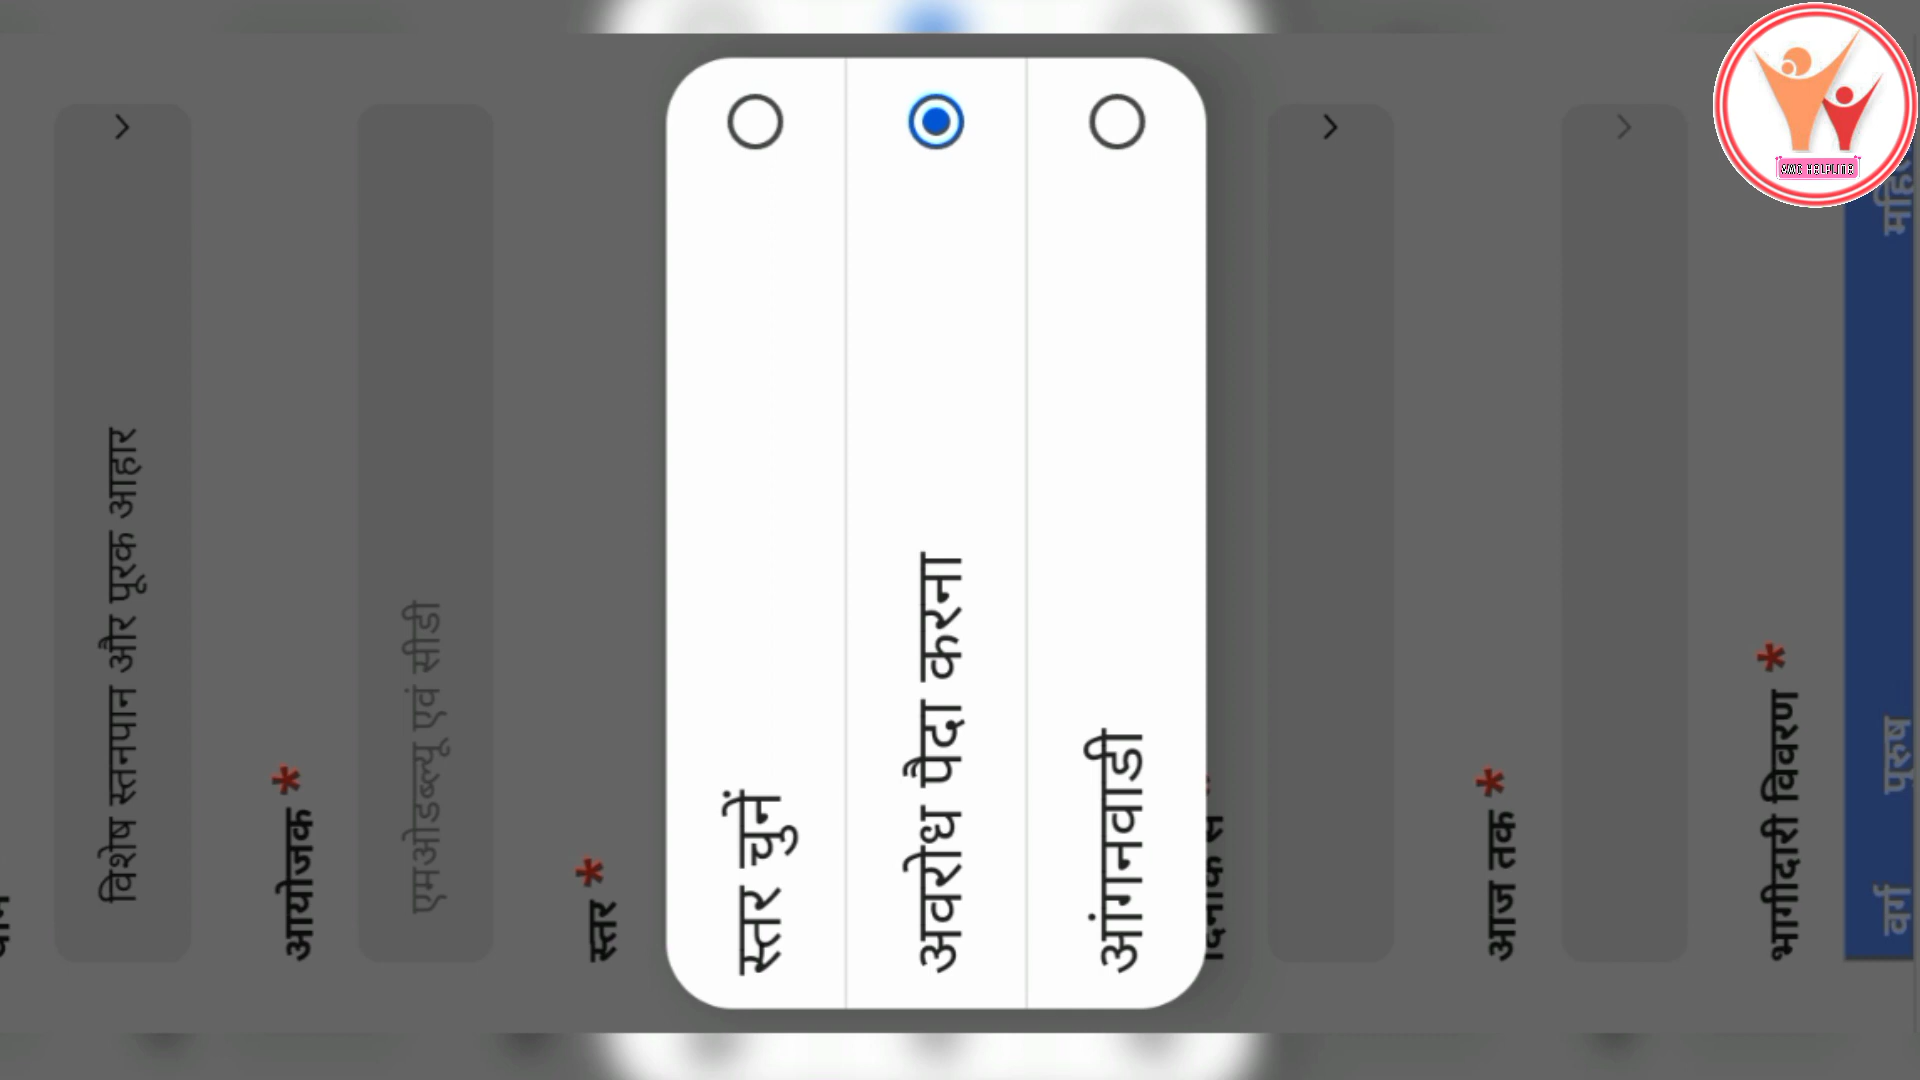 विशेष स्तनपान और पूरक आहार
आयोजक *
एमओडब्ल्यू एवं सीडी
स्तर *
स्तर चुनें
अवरोध पैदा करना
आंगनवाडी
दिनांक से
आज तक *
भागीदारी विवरण *
वर्ग पुरुष